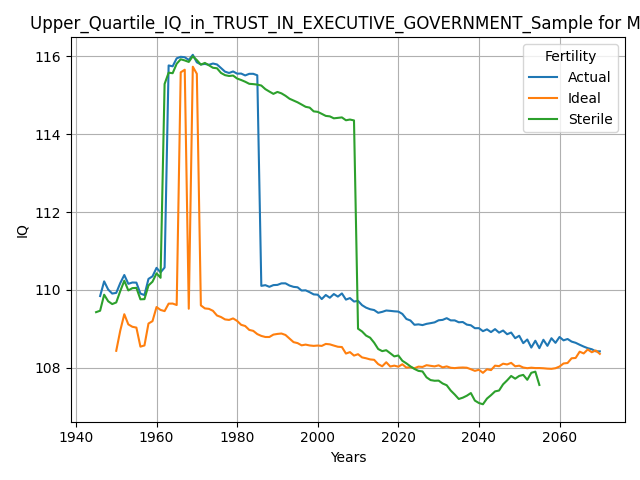 Upper_Quartile_IQ_in_TRUST_IN_EXECUTIVE_GOVERNMENT_Sample for M
Fertility
Actual
Ideal
Sterile
116
114
112
110
108
IQ
1940
1960
1980
2000
2020
2040
2060
Years